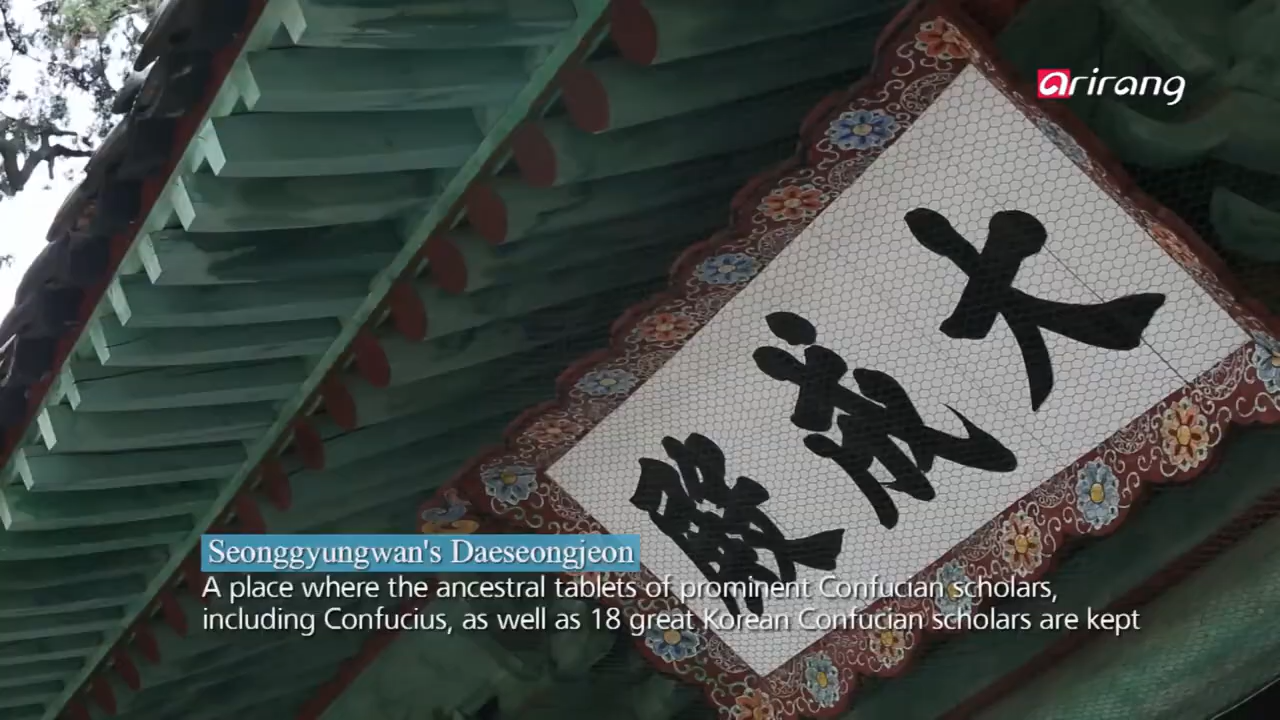 arirang
大成殿
Seonggyungwan's Daeseongjeon
A place where the ancestral tablets of prominent Confucian scholars,
including Confucius, as well as 18 great Korean Confucian scholars are kept